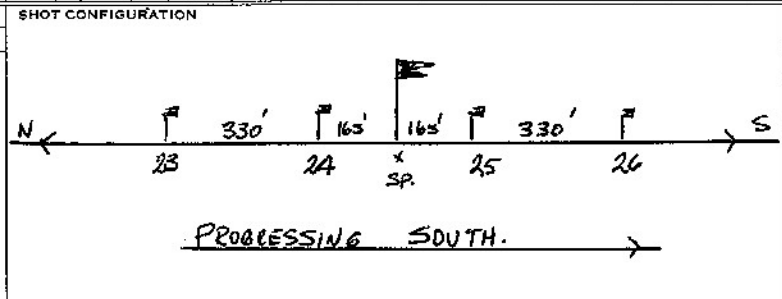 SHOT CONFIGURATION
N 330' 165' 165' 330' S
23 24 x 25 26
SP.
PROGRESSING SOUTH.